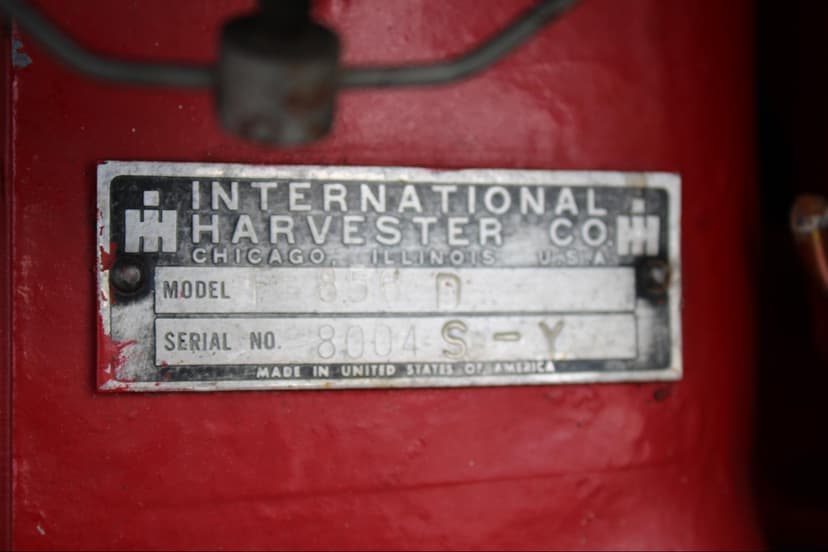 INTERNATIONAL
HARVESTER CO.
CHICAGO, ILLINOIS U.S.A.
MODEL F 856 D
SERIAL NO. 8004 S-Y
MADE IN UNITED STATES OF AMERICA